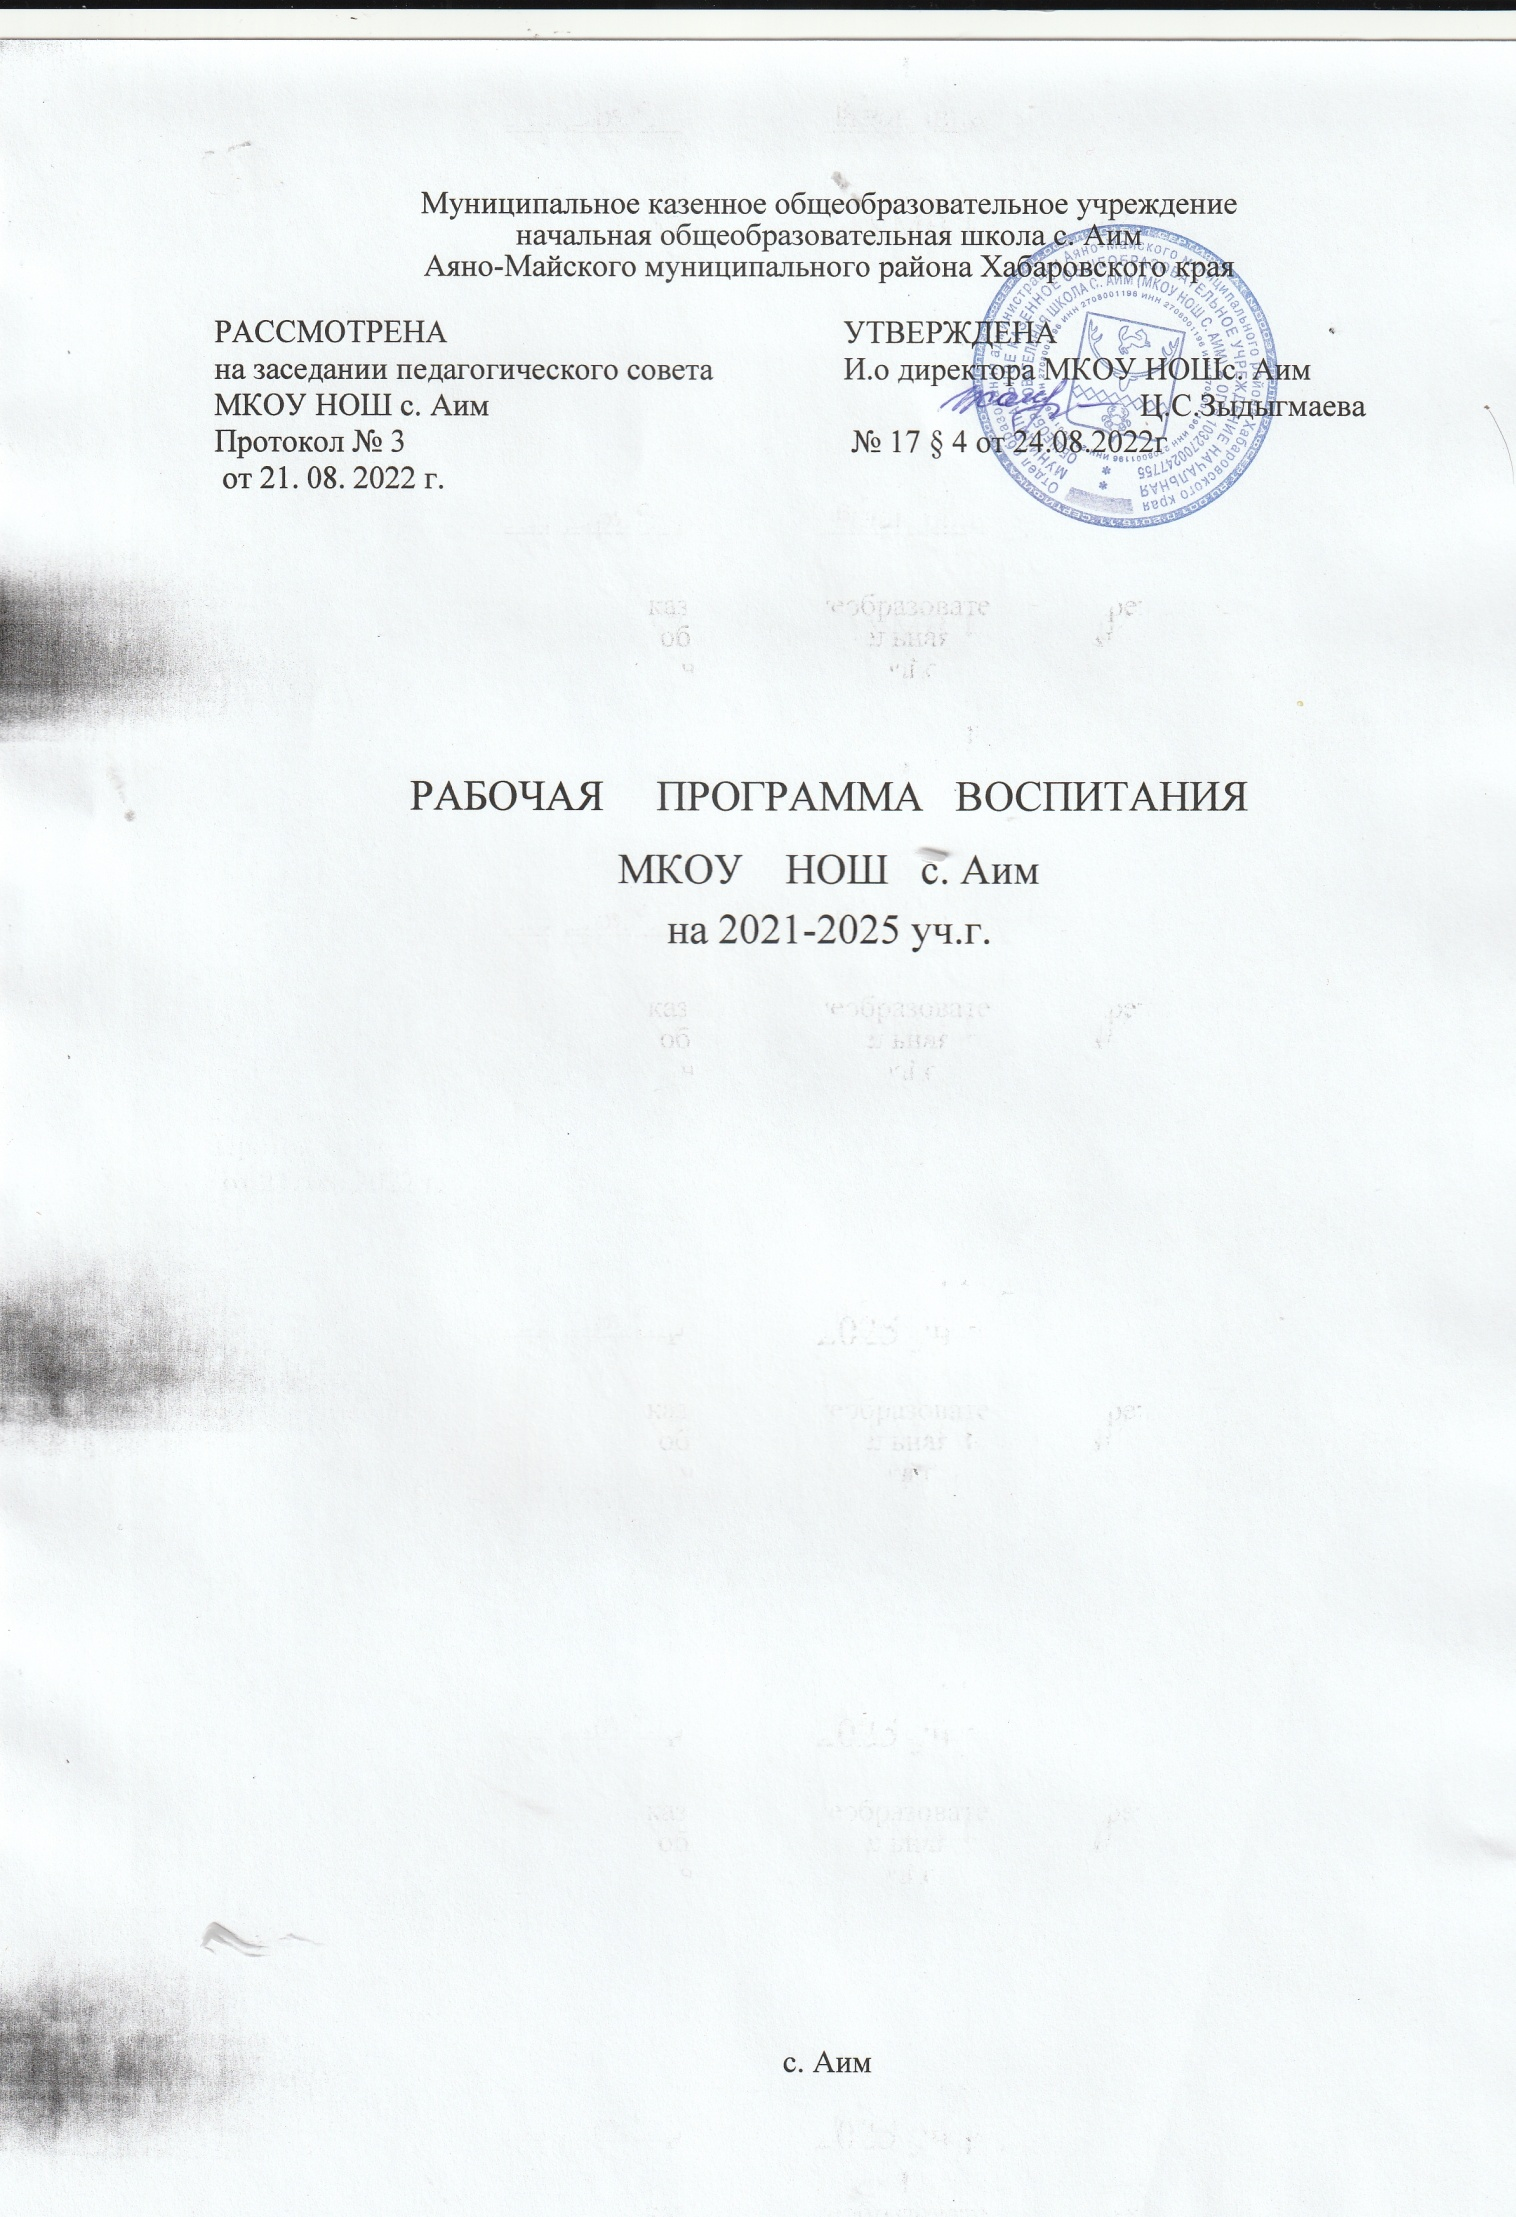 Муниципальное казенное общеобразовательное учреждение
начальная общеобразовательная школа с. Аим
Аяно-Майского муниципального района Хабаровского края
РАССМОТРЕНА
на заседании педагогического совета
МКОУ НОШ с. Аим
Протокол № 3
от 21. 08. 2022 г.
УТВЕРЖДЕНА
И.о директора МКОУ НОШс. Аим
Ц.С.Зыдыгмаева
№ 17 § 4 от 24.08.2022г
РАБОЧАЯ ПРОГРАММА ВОСПИТАНИЯ
МКОУ НОШ с. Аим
на 2021-2025 уч.г.
с. Аим